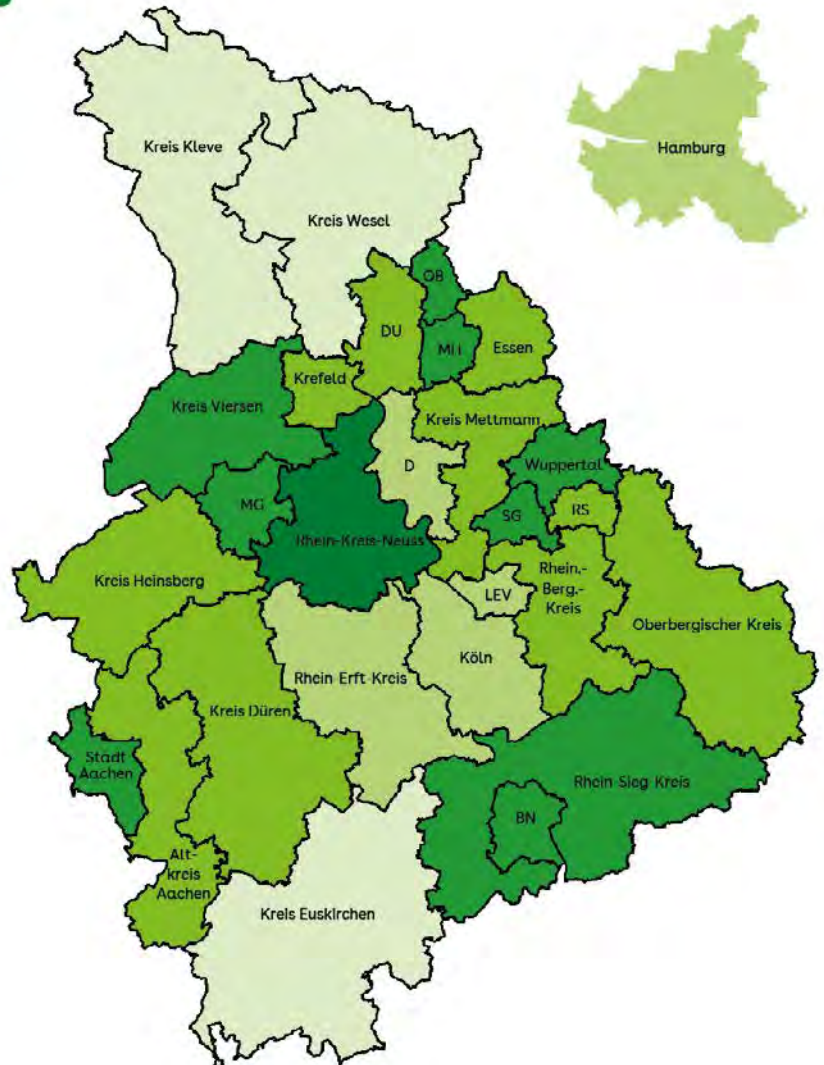 Kreis Kleve
Hamburg
Kreis Wesel
OB
DU
MH
Essen
Krefeld
Kreis Viersen
Kreis Mettmann
D
Wuppertal
MG
SG
RS
Rhein-Kreis-Neuss
Kreis Heinsberg
Rhein.-
Berg.-
Kreis
LEV
Oberbergischer Kreis
Köln
Rhein-Erft-Kreis
Kreis Düren
Stadt
Aachen
Rhein-Sieg-Kreis
BN
Alt-
kreis
Aachen
Kreis Euskirchen